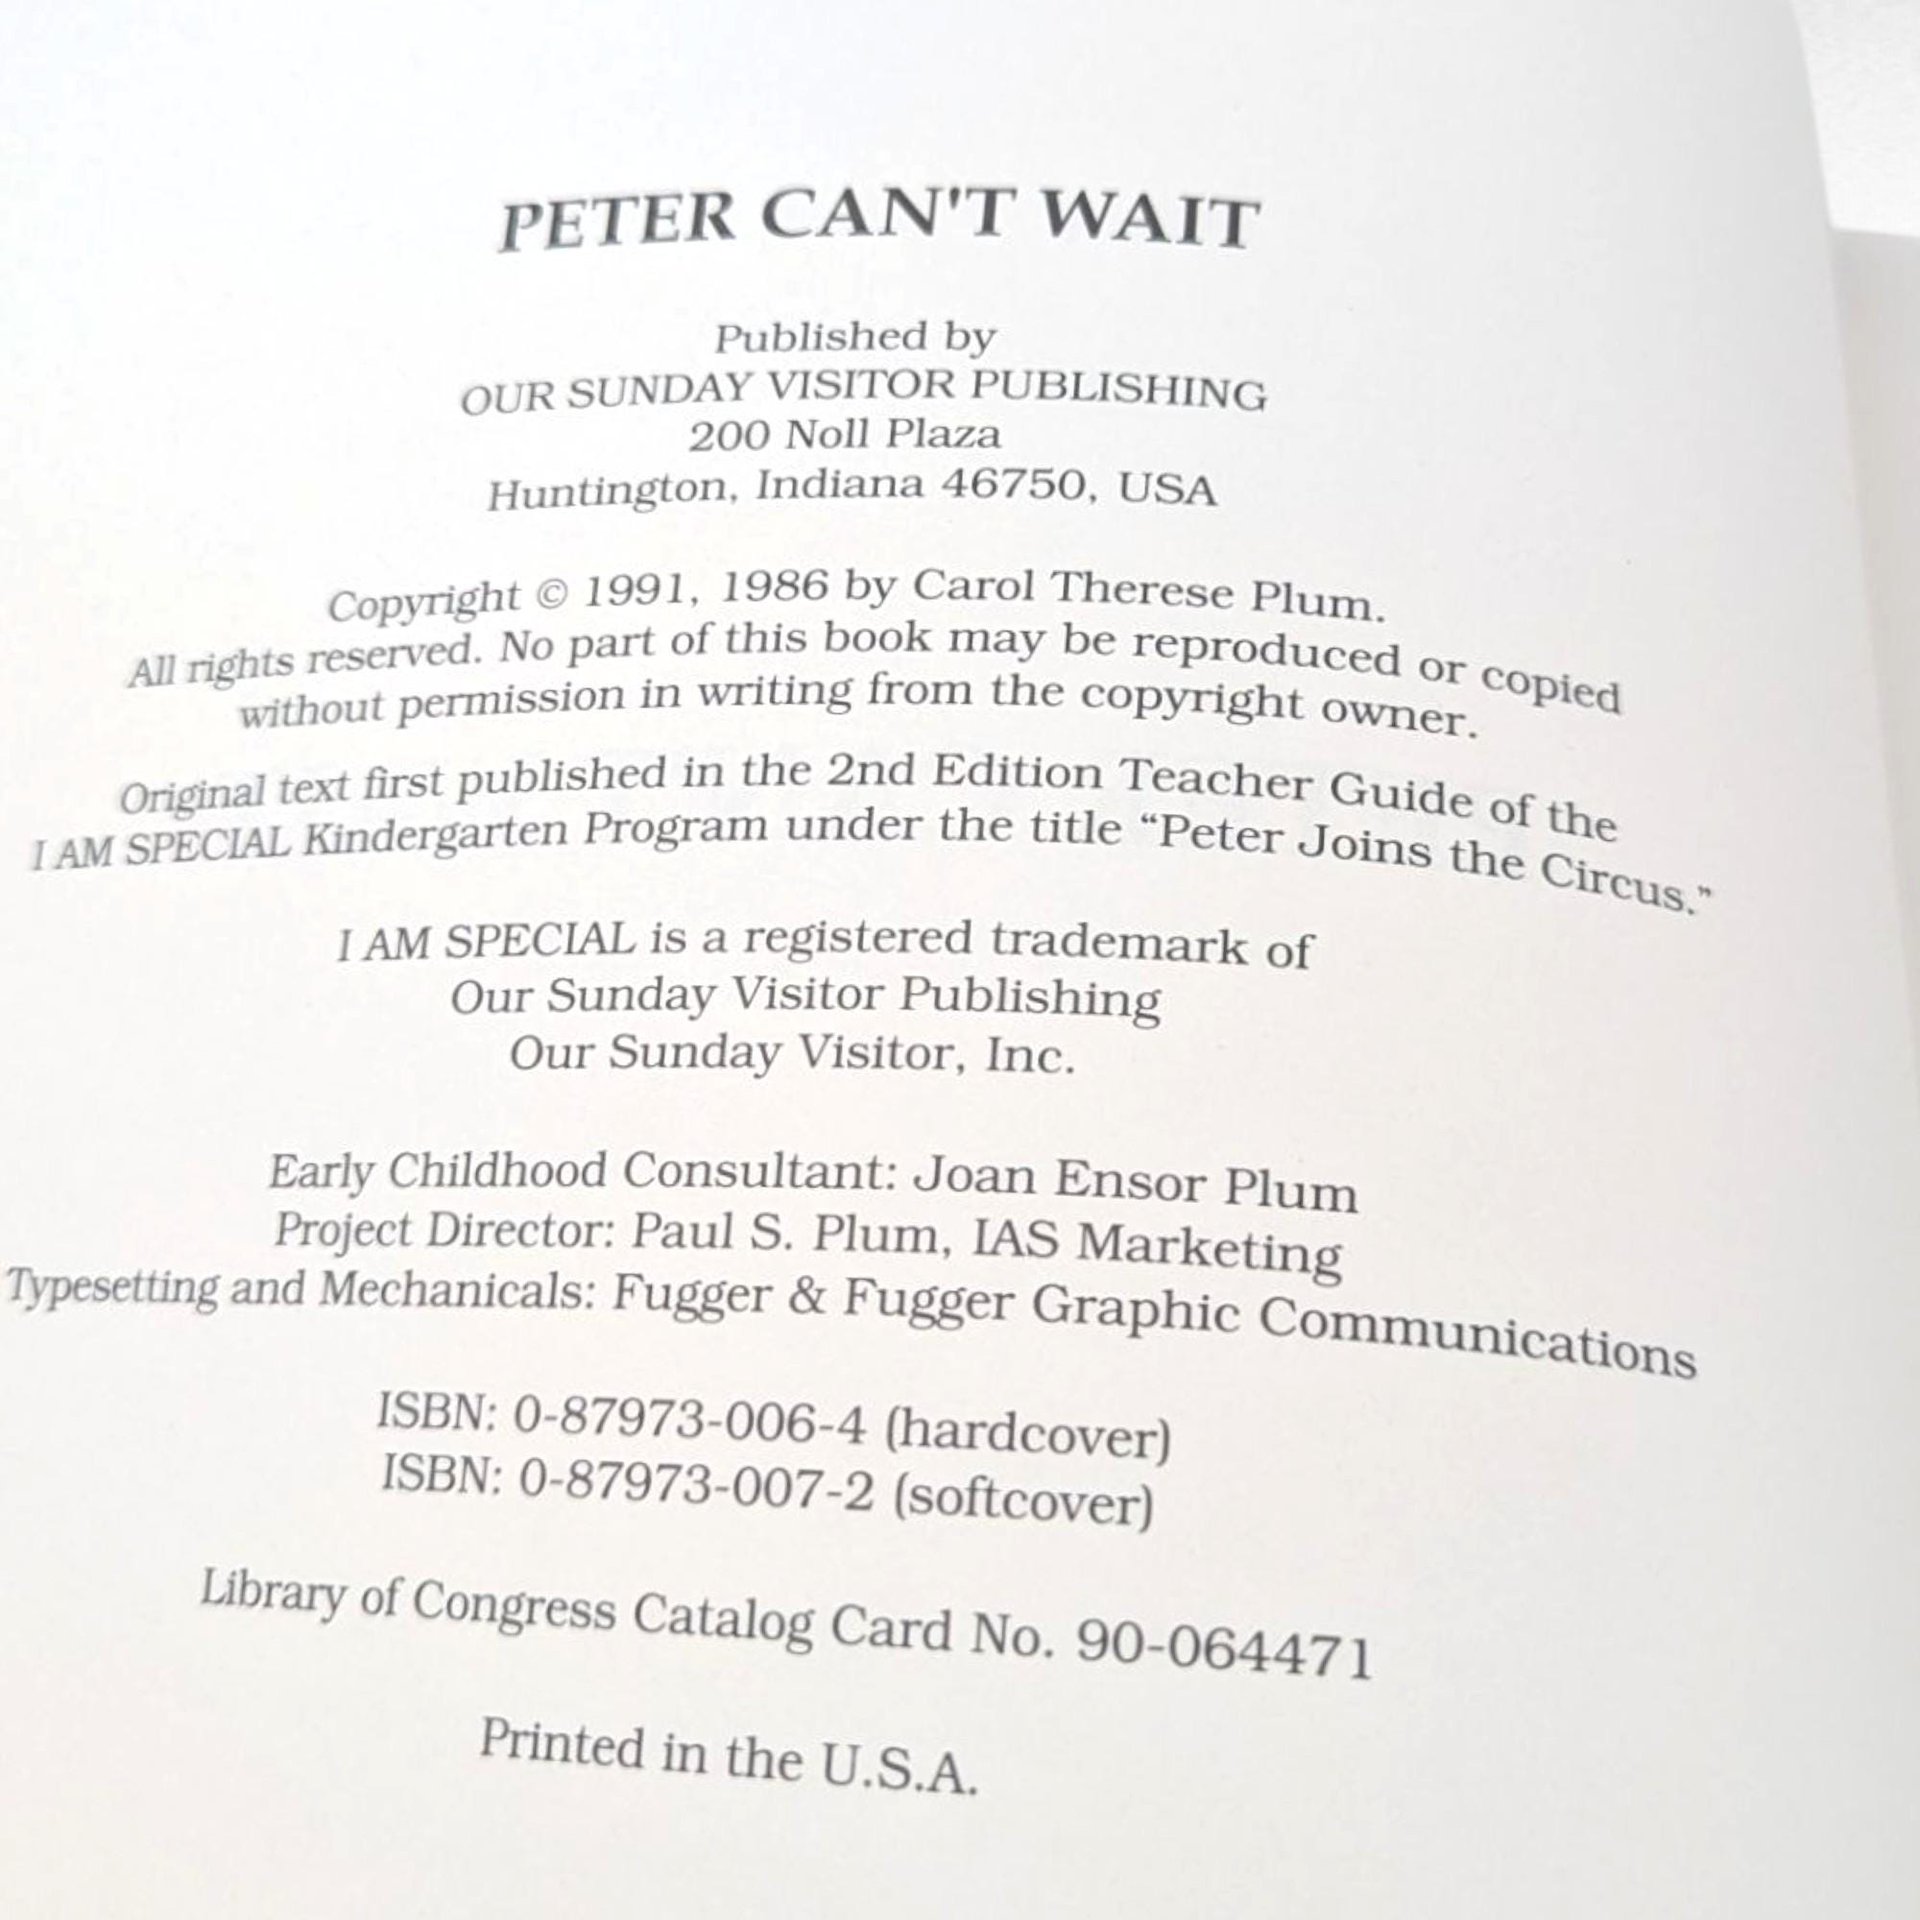 PETER CAN'T WAIT
Published by
OUR SUNDAY VISITOR PUBLISHING
200 Noll Plaza
Huntington, Indiana 46750, USA
Copyright © 1991, 1986 by Carol Therese Plum.
All rights reserved. No part of this book may be reproduced or copied
without permission in writing from the copyright owner.
Original text first published in the 2nd Edition Teacher Guide of the
I AM SPECIAL Kindergarten Program under the title “Peter Joins the Circus.”
I AM SPECIAL is a registered trademark of
Our Sunday Visitor Publishing
Our Sunday Visitor, Inc.
Early Childhood Consultant: Joan Ensor Plum
Project Director: Paul S. Plum, IAS Marketing
Typesetting and Mechanicals: Fugger & Fugger Graphic Communications
ISBN: 0-87973-006-4 (hardcover)
ISBN: 0-87973-007-2 (softcover)
Library of Congress Catalog Card No. 90-064471
Printed in the U.S.A.